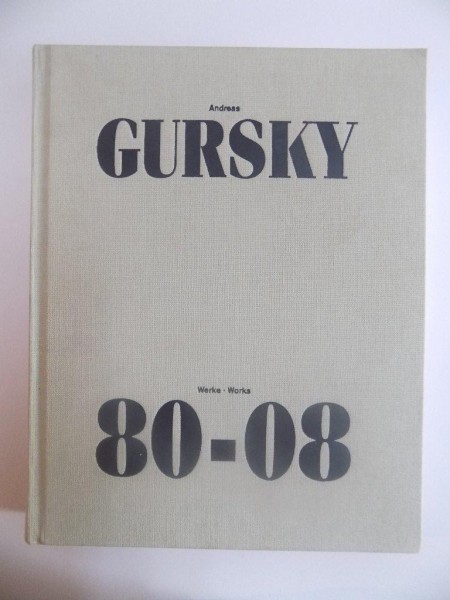 Andreas
GURSKY
Werke · Works
80-08